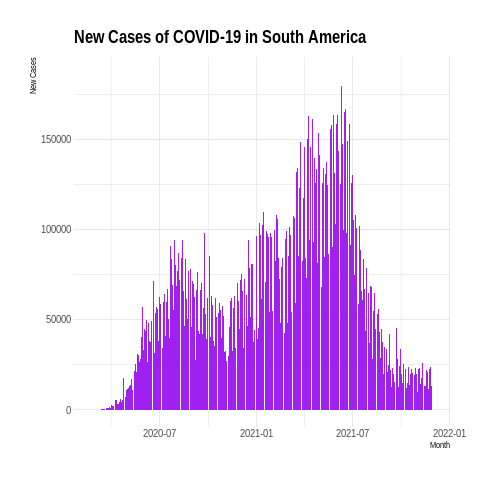 New Cases of COVID-19 in South America
New Cases
150000
100000
50000
0
2020-07
2021-01
2021-07
2022-01
Month